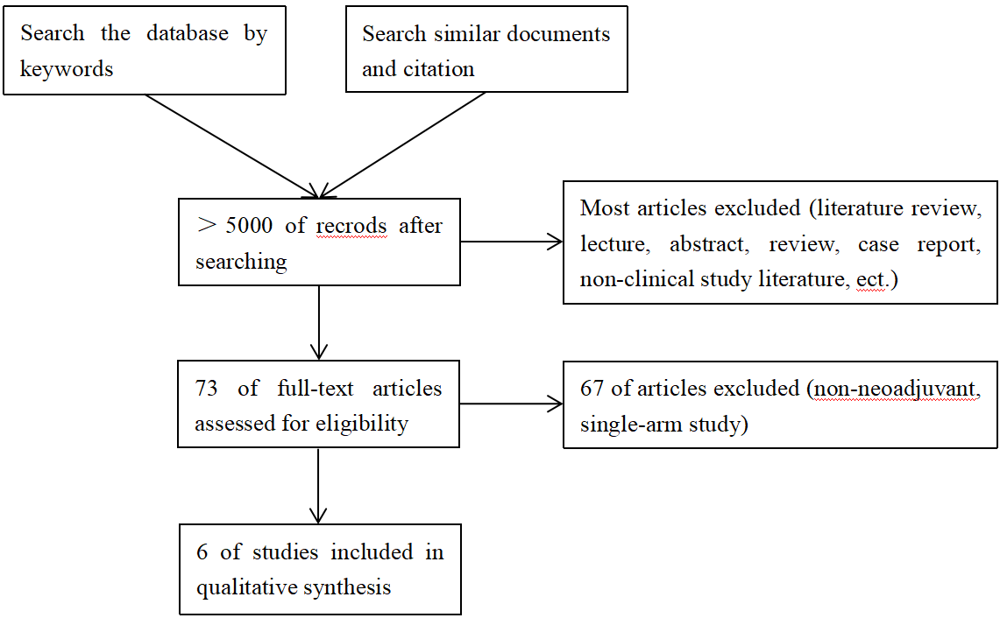 Search the database by
keywords
Search similar documents
and citation
＞ 5000 of recrods after
searching
Most articles excluded (literature review,
lecture, abstract, review, case report,
non-clinical study literature, ect.)
73 of full-text articles
assessed for eligibility
67 of articles excluded (non-neoadjuvant,
single-arm study)
6 of studies included in
qualitative synthesis